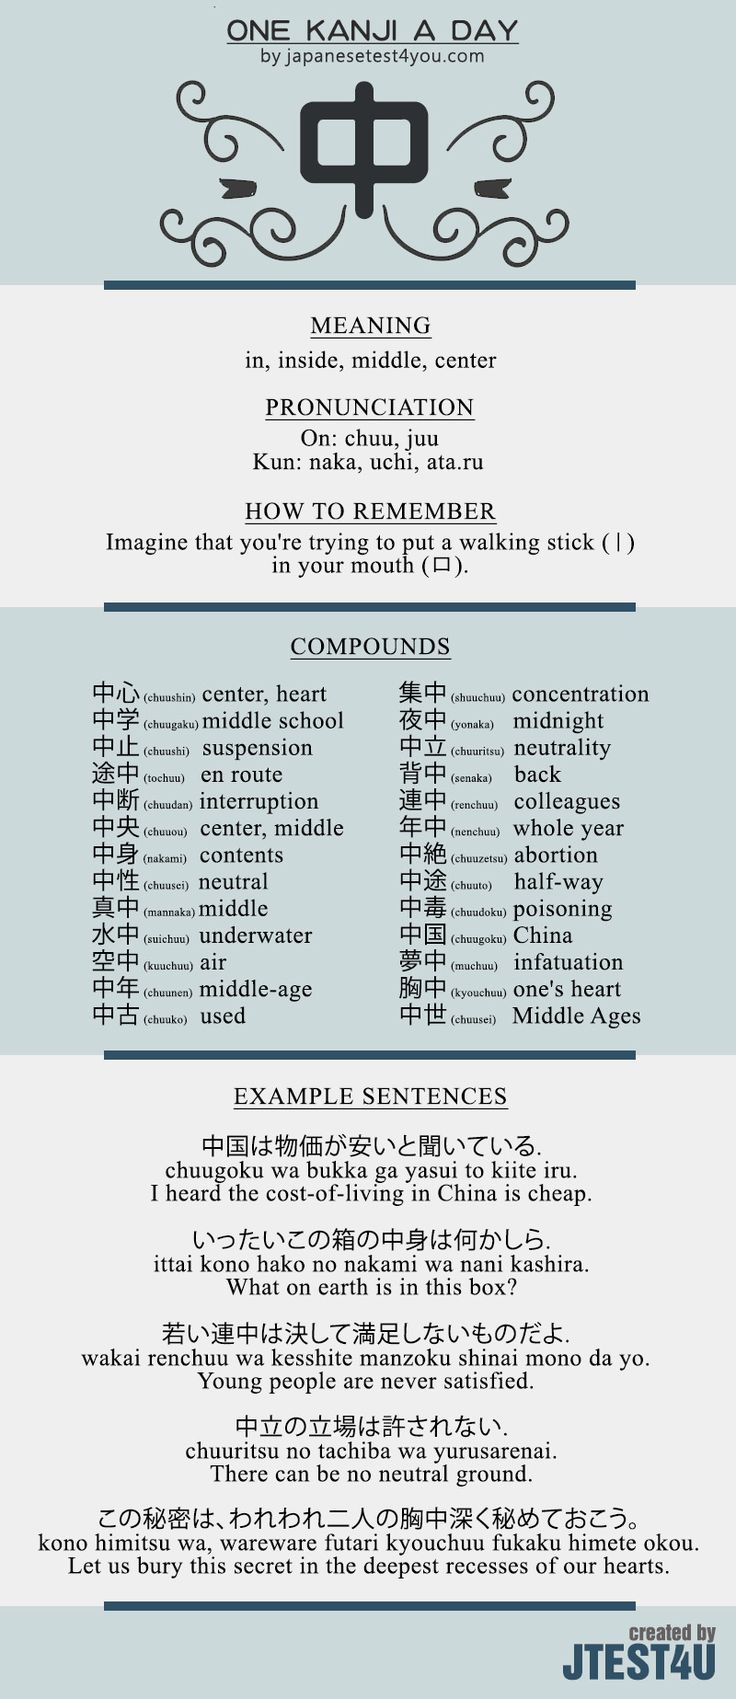 ONE KANJI A DAY
by japanesetest4you.com
中
MEANING
in, inside, middle, center
PRONUNCIATION
On: chuu, juu
Kun: naka, uchi, ata.ru
HOW TO REMEMBER
Imagine that you're trying to put a walking stick (|)
in your mouth (口).
COMPOUNDS
中心 (chuushin) center, heart
中学 (chuugaku) middle school
中止 (chuushi) suspension
途中 (tochuu) en route
中断 (chuudan) interruption
中央 (chuuou) center, middle
中身 (nakami) contents
中性 (chuusei) neutral
真中 (mannaka) middle
水中 (suichuu) underwater
空中 (kuuchuu) air
中年 (chuunen) middle-age
中古 (chuuko) used
集中 (shuuchuu) concentration
夜中 (yonaka) midnight
中立 (chuuritsu) neutrality
背中 (senaka) back
連中 (renchuu) colleagues
年中 (nenchuu) whole year
中絶 (chuuzetsu) abortion
中途 (chuuto) half-way
中毒 (chuudoku) poisoning
中国 (chuugoku) China
夢中 (muchuu) infatuation
胸中 (kyouchuu) one's heart
中世 (chuusei) Middle Ages
EXAMPLE SENTENCES
中国は物価が安いと聞いている.
chuugoku wa bukka ga yasui to kiite iru.
I heard the cost-of-living in China is cheap.
いったいこの箱の中身は何かしら.
ittai kono hako no nakami wa nani kashira.
What on earth is in this box?
若い連中は決して満足しないものだよ.
wakai renchuu wa kesshite manzoku shinai mono da yo.
Young people are never satisfied.
中立の立場は許されない.
chuuritsu no tachiba wa yurusarenai.
There can be no neutral ground.
この秘密は、われわれ二人の胸中深く秘めておこう。
kono himitsu wa, wareware futari kyouchuu fukaku himete okou.
Let us bury this secret in the deepest recesses of our hearts.
created by
JTEST4U